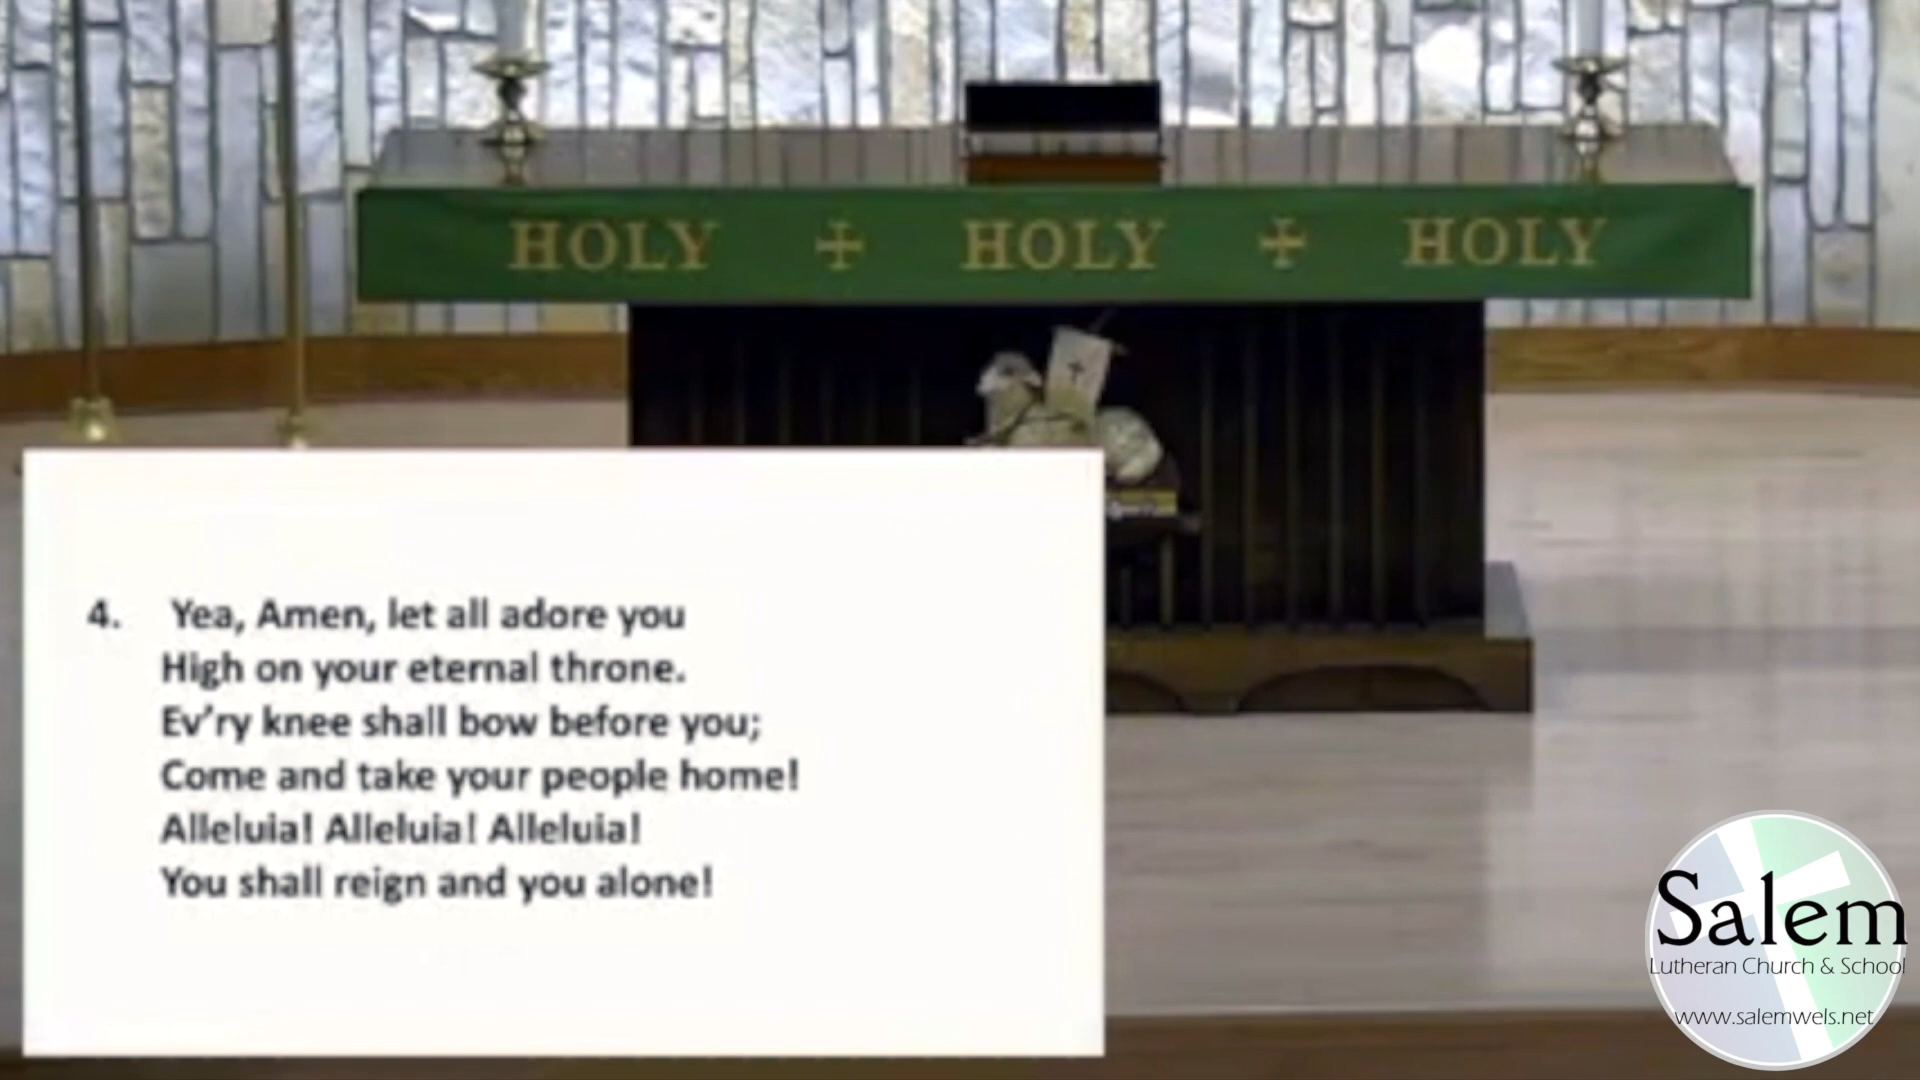 HOLY HOLY HOLY
4. Yea, Amen, let all adore you
High on your eternal throne.
Ev'ry knee shall bow before you;
Come and take your people home!
Alleluia! Alleluia! Alleluia!
You shall reign and you alone!
Salem
Lutheran Church & School
www.salemwels.net